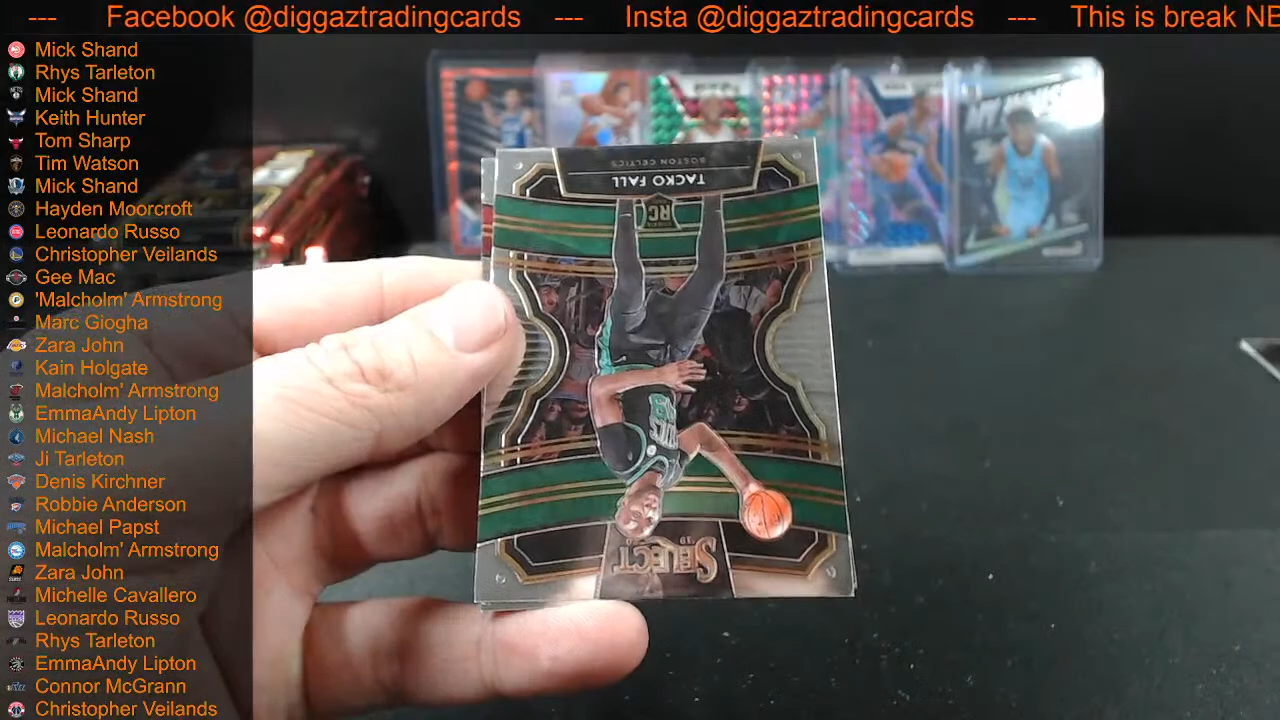 --- Facebook @diggaztradingcards --- Insta @diggaztradingcards --- This is break NB
Mick Shand
Rhys Tarleton
Mick Shand
Keith Hunter
Tom Sharp
Tim Watson
Mick Shand
Hayden Moorcroft
Leonardo Russo
Christopher Veilands
Gee Mac
'Malcholm' Armstrong
Marc Giogha
Zara John
Kain Holgate
Malcholm' Armstrong
EmmaAndy Lipton
Michael Nash
Ji Tarleton
Denis Kirchner
Robbie Anderson
Michael Papst
Malcholm' Armstrong
Zara John
Michelle Cavallero
Leonardo Russo
Rhys Tarleton
EmmaAndy Lipton
Connor McGrann
Christopher Veilands
BOSTON CELTICS
TACKO FALL
RC
SELECT